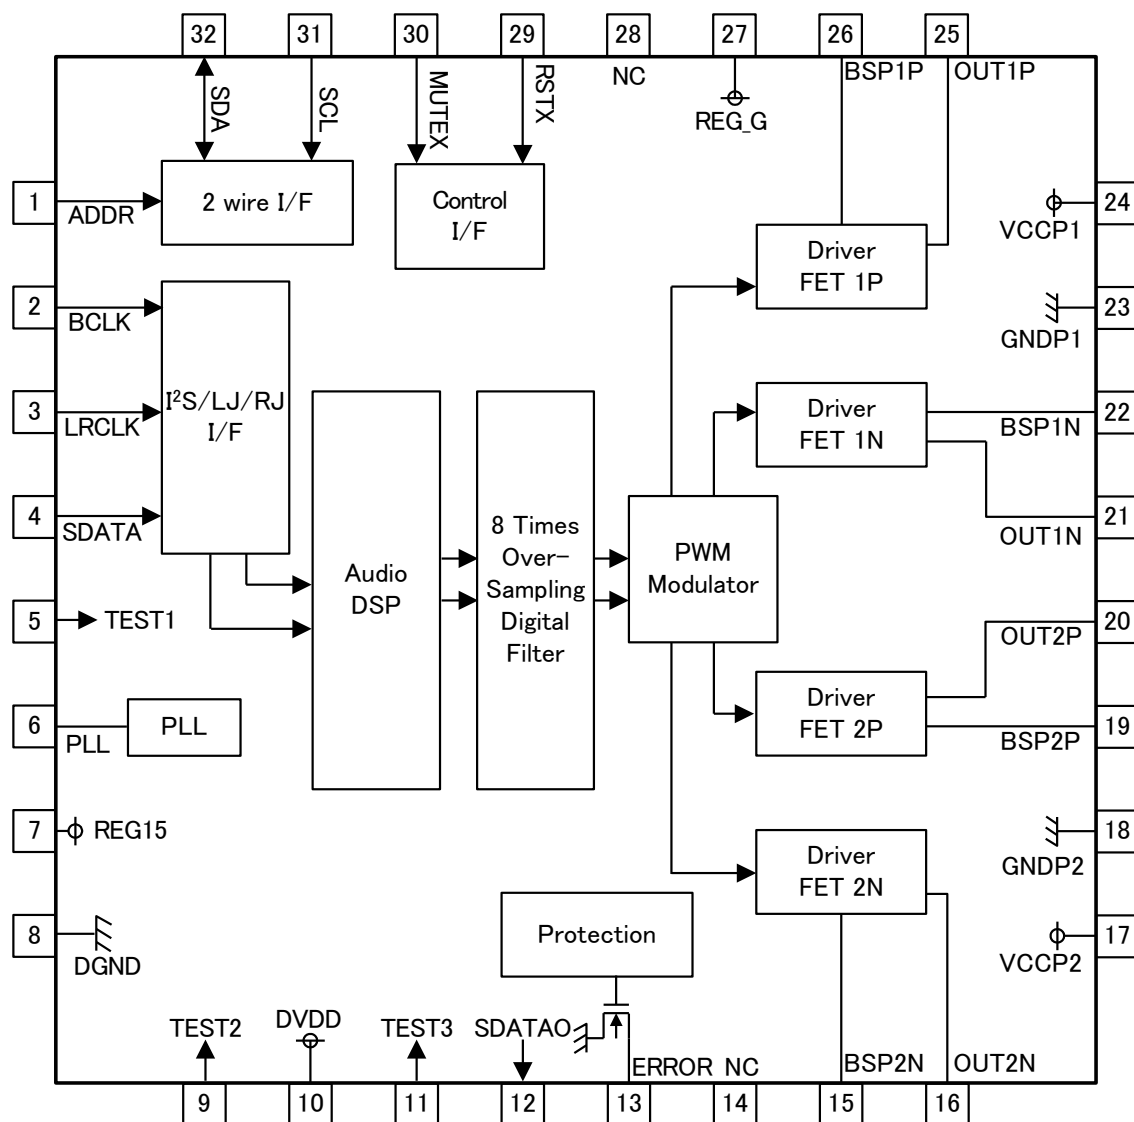 32 31 30 29 28 27 26 25
SDA
SCL
MUTEX
RSTX
NC
REG_G
BSP1P
OUT1P
1
ADDR
2 wire I/F
Control
I/F
Driver
FET 1P
24
VCCP1
2
BCLK
23
GNDP1
3
LRCLK
I²S/LJ/RJ
I/F
Driver
FET 1N
22
BSP1N
4
SDATA
21
OUT1N
Audio
DSP
8 Times
Over-
Sampling
Digital
Filter
PWM
Modulator
5
TEST1
20
OUT2P
6
PLL
PLL
Driver
FET 2P
19
BSP2P
7
REG15
18
GNDP2
Driver
FET 2N
8
DGND
Protection
17
VCCP2
TEST2
DVDD
TEST3
SDATAO
ERROR NC
BSP2N
OUT2N
9 10 11 12 13 14 15 16